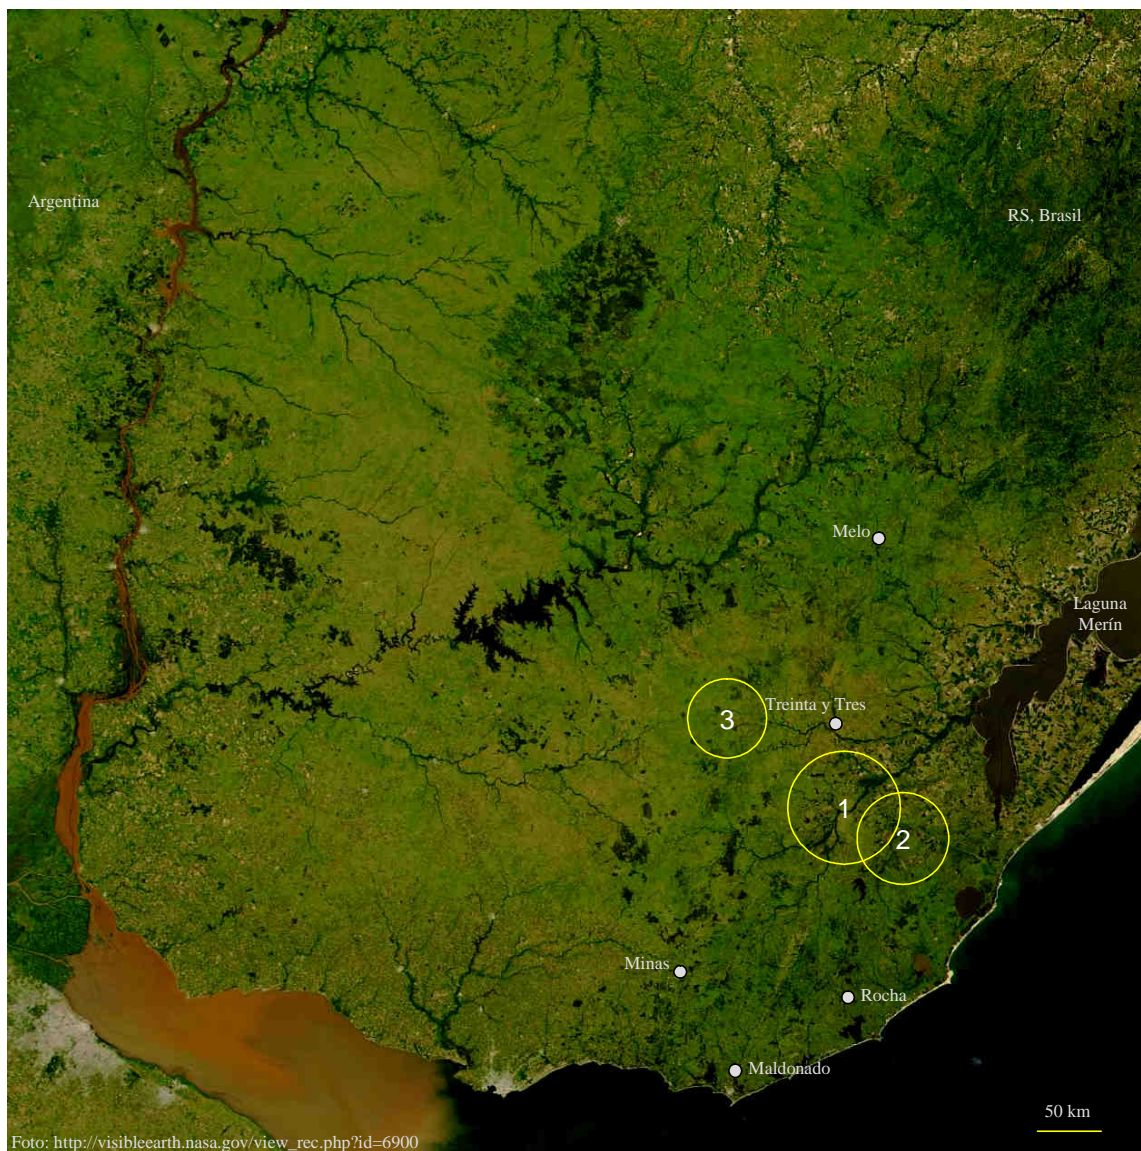 Argentina
RS, Brasil
Melo
Laguna
Merín
Treinta y Tres
3
1
2
Minas
Rocha
Maldonado
50 km
Foto: http://visibleearth.nasa.gov/view_rec.php?id=6900